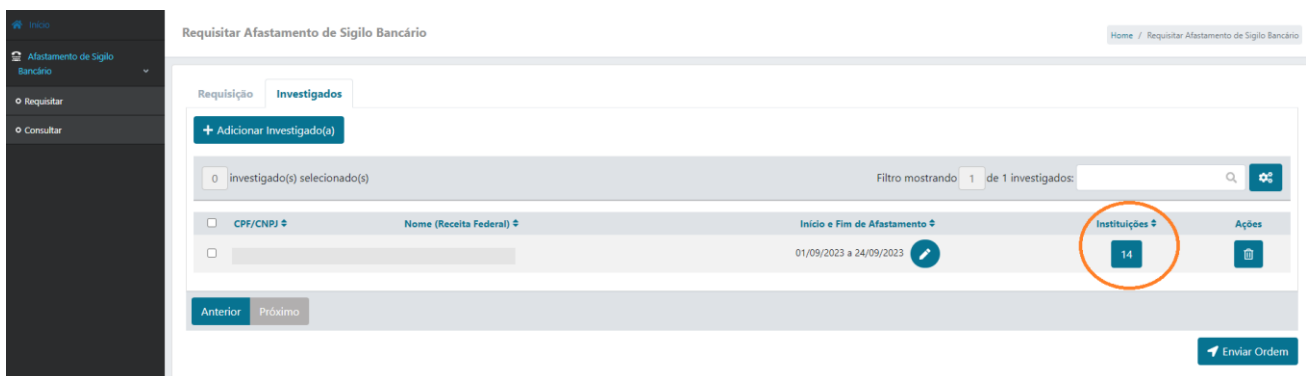 Início
Afastamento de Sigilo
Bancário
Requisitar
Consultar
Requisitar Afastamento de Sigilo Bancário
Home / Requisitar Afastamento de Sigilo Bancário
Requisição Investigados
+ Adicionar Investigado(a)
0 investigado(s) selecionado(s) Filtro mostrando 1 de 1 investigados:
CPF/CNPJ Nome (Receita Federal) Início e Fim de Afastamento Instituições Ações
01/09/2023 a 24/09/2023 14
Anterior Próximo
Enviar Ordem